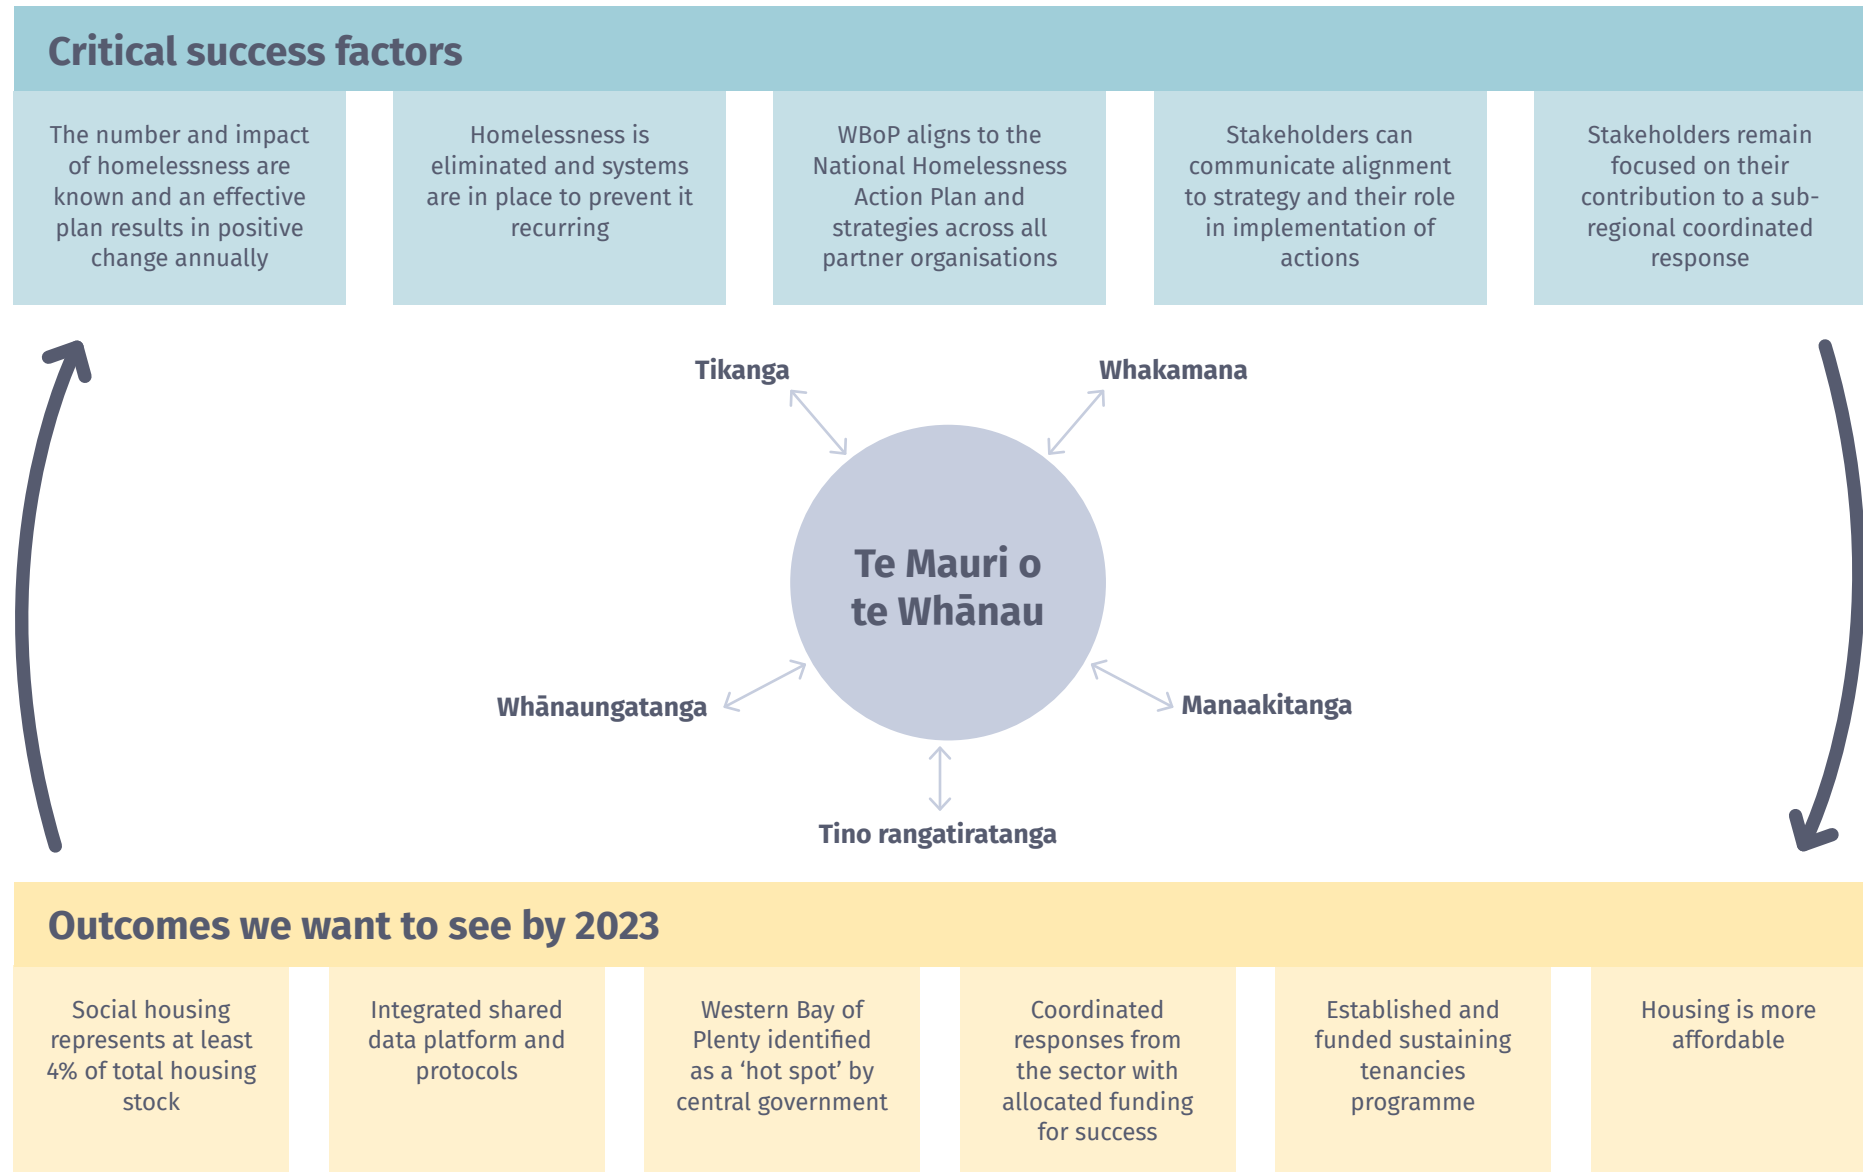 Critical success factors
The number and impact
of homelessness are
known and an effective
plan results in positive
change annually
Homelessness is
eliminated and systems
are in place to prevent it
recurring
WBoP aligns to the
National Homelessness
Action Plan and
strategies across all
partner organisations
Stakeholders can
communicate alignment
to strategy and their role
in implementation of
actions
Stakeholders remain
focused on their
contribution to a sub-
regional coordinated
response
Tikanga
Whakamana
Te Mauri o
te Whānau
Whānaungatanga
Manaakitanga
Tino rangatiratanga
Outcomes we want to see by 2023
Social housing
represents at least
4% of total housing
stock
Integrated shared
data platform and
protocols
Western Bay of
Plenty identified
as a ‘hot spot’ by
central government
Coordinated
responses from
the sector with
allocated funding
for success
Established and
funded sustaining
tenancies
programme
Housing is more
affordable